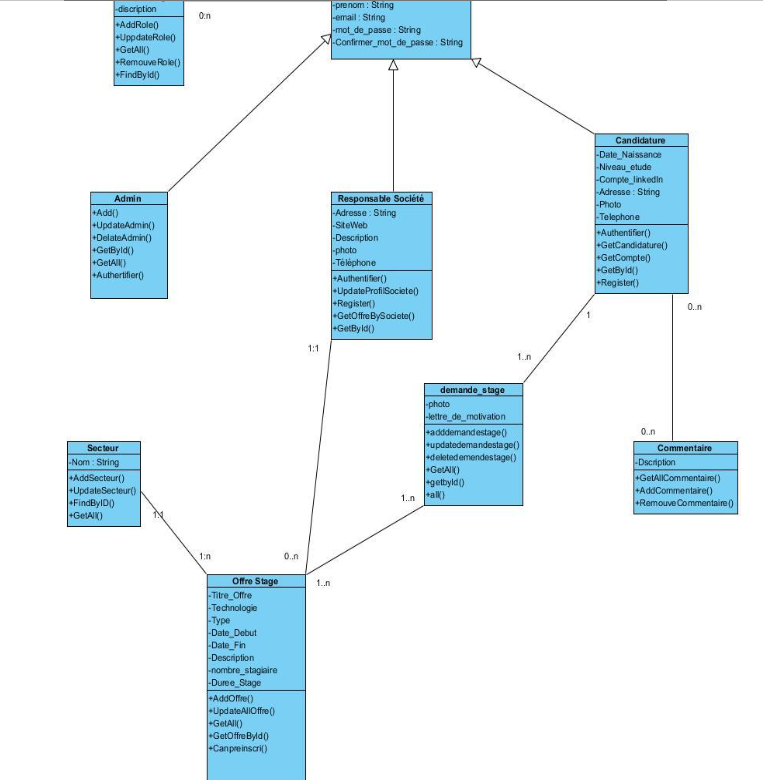 -discription
+AddRole()
+UppdateRole()
+GetAll()
+RemouveRole()
+FindById()
0:n
-prenom : String
-email : String
-mot_de_passe : String
-Confirmer_mot_de_passe : String
Candidature
-Date_Naissance
-Niveau_etude
-Compte_linkedIn
-Adresse : String
-Photo
-Telephone
+Authentifier()
+GetCandidature()
+GetCompte()
+GetById()
+Register()
Admin
+Add()
+UpdateAdmin()
+DelateAdmin()
+GetById()
+GetAll()
+Authertifier()
Responsable Société
-Adresse : String
-SiteWeb
-Description
-photo
-Téléphone
+Authentifier()
+UpdateProfilSociete()
+Register()
+GetOffreBySociete()
+GetById()
1:1
1
0..n
1..n
demande_stage
-photo
-lettre_de_motivation
+adddemandestage()
+updatedemandestage()
+deletedemendestage()
+GetAll()
+getbyId()
+all()
0..n
Commentaire
-Dscription
+GetAllCommentaire()
+AddCommentaire()
+RemouveCommentaire()
Secteur
-Nom : String
+AddSecteur()
+UpdateSecteur()
+FindByID()
+GetAll()
1:1
1..n
1:n
0..n
1..n
Offre Stage
-Titre_Offre
-Technologie
-Type
-Date_Debut
-Date_Fin
-Description
-nombre_stagiaire
-Duree_Stage
+AddOffre()
+UpdateAllOffre()
+GetAll()
+GetOffreById()
+Canpreinscri()